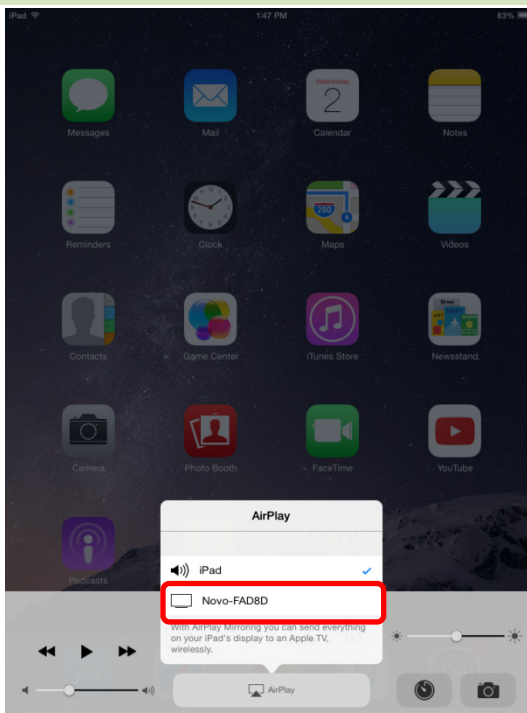 iPad 1:47 PM 83%
Wednesday
2
Messages Mail Calendar Notes
280
Reminders Clock Maps Videos
Contacts Game Center iTunes Store Newsstand
Camera Photo Booth FaceTime YouTube
Podcasts
AirPlay
iPad
Novo-FAD8D
With AirPlay Mirroring you can send everything
on your iPad's display to an Apple TV,
wirelessly.
AirPlay